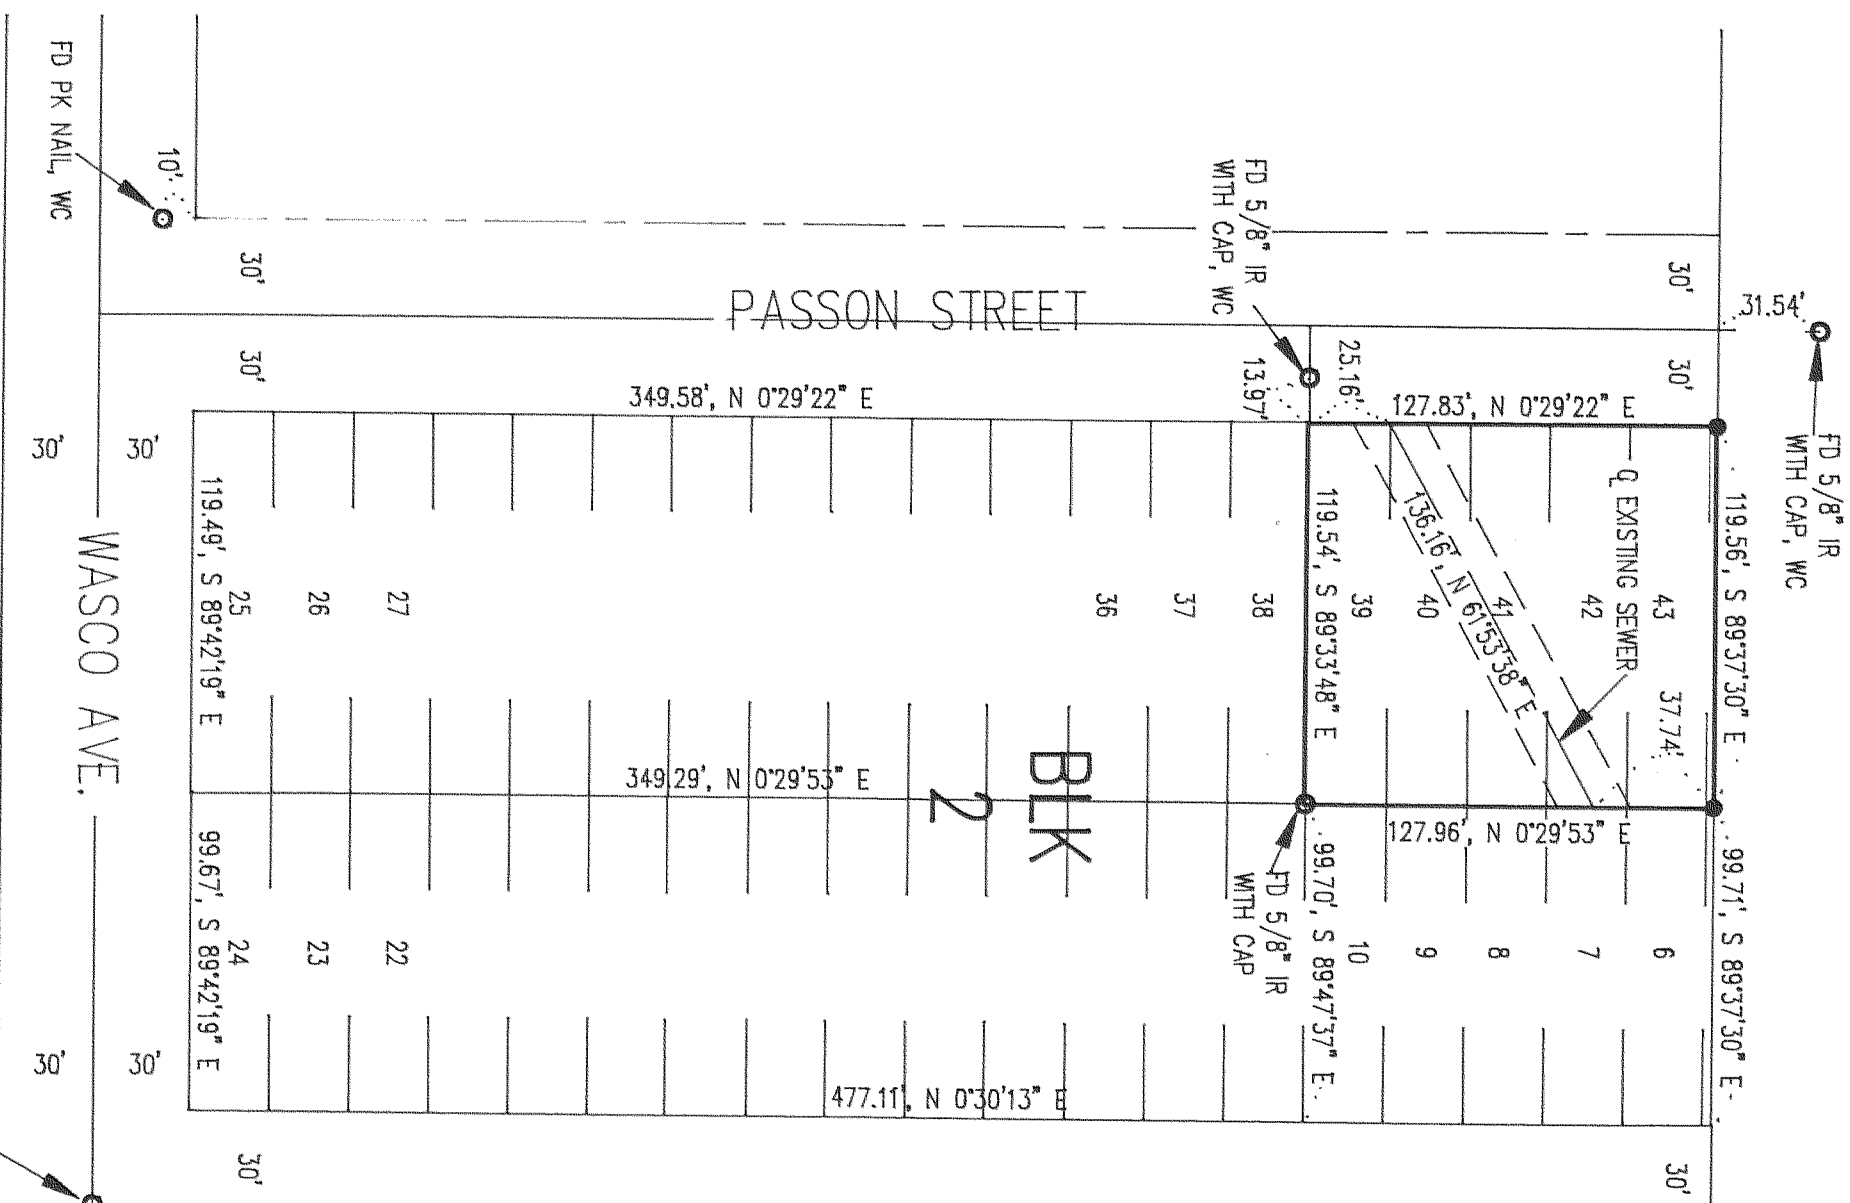 FD PK NAIL, WC
10'
30'
30'
30'
30'
30'
30'
PASSON STREET
WASCO AVE.
FD 5/8" IR
WITH CAP, WC
13.97'
25.16'
30'
30'
31.54'
FD 5/8" IR
WITH CAP, WC
349.58', N 0°29'22" E
127.83', N 0°29'22" E
119.49', S 89°42'19" E
25
26
27
36
37
38
119.54', S 89°33'48" E
39
40
41
42
43
136.16', N 61°53'38" E
℄ EXISTING SEWER
37.74'
119.56', S 89°37'30" E
BLK
2
349.29', N 0°29'53" E
127.96', N 0°29'53" E
99.67', S 89°42'19" E
24
23
22
FD 5/8" IR
WITH CAP
99.70', S 89°47'37" E
10
9
8
7
6
99.71', S 89°37'30" E
477.11', N 0°30'13" E
30'
30'